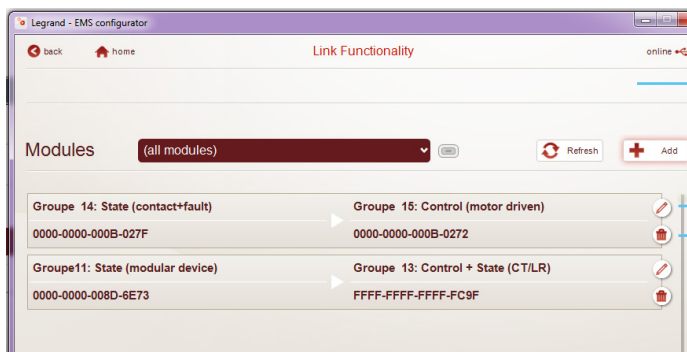 Legrand - EMS configurator
back home Link Functionality online
Modules (all modules) Refresh Add
Groupe 14: State (contact+fault) Groupe 15: Control (motor driven)
0000-0000-000B-027F 0000-0000-000B-0272
Groupe11: State (modular device) Groupe 13: Control + State (CT/LR)
0000-0000-008D-6E73 FFFF-FFFF-FFFF-FC9F